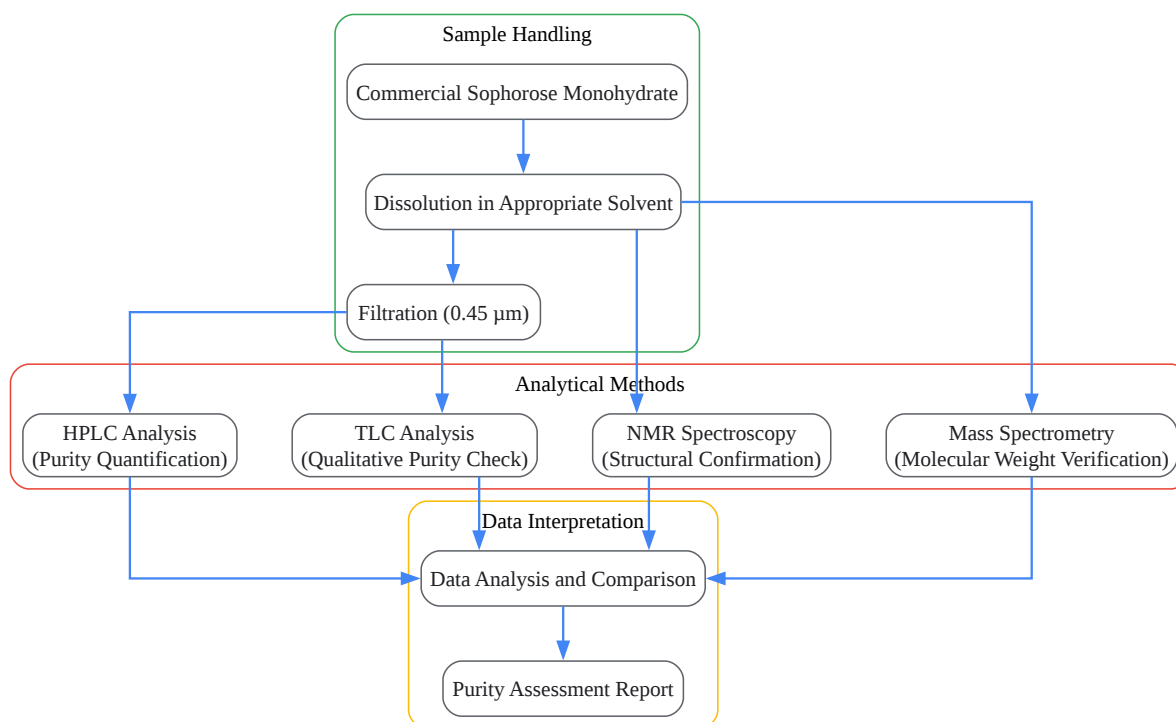 Sample Handling
Commercial Sophorose Monohydrate
Dissolution in Appropriate Solvent
Filtration (0.45 µm)
Analytical Methods
HPLC Analysis
(Purity Quantification)
TLC Analysis
(Qualitative Purity Check)
NMR Spectroscopy
(Structural Confirmation)
Mass Spectrometry
(Molecular Weight Verification)
Data Interpretation
Data Analysis and Comparison
Purity Assessment Report